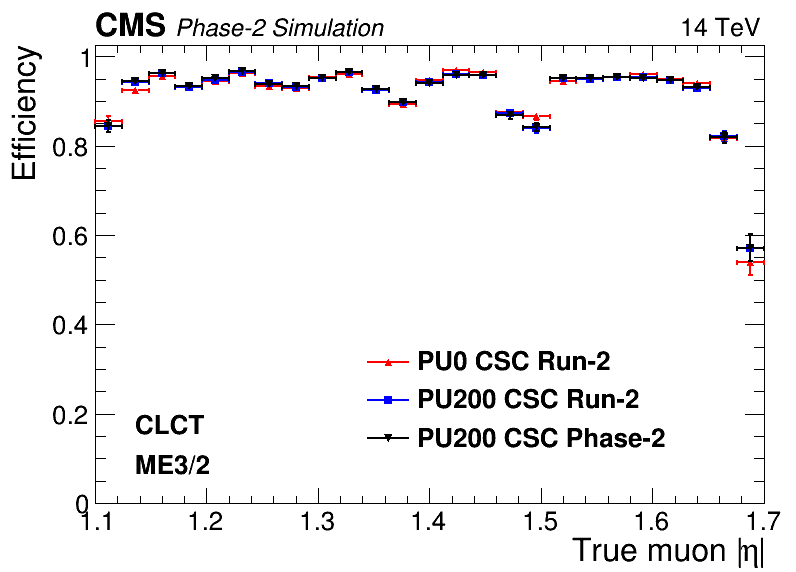 CMS Phase-2 Simulation 14 TeV
Efficiency
1
0.8
0.6
0.4
0.2
0
PU0 CSC Run-2
PU200 CSC Run-2
PU200 CSC Phase-2
CLCT
ME3/2
1.1 1.2 1.3 1.4 1.5 1.6 1.7
True muon |η|